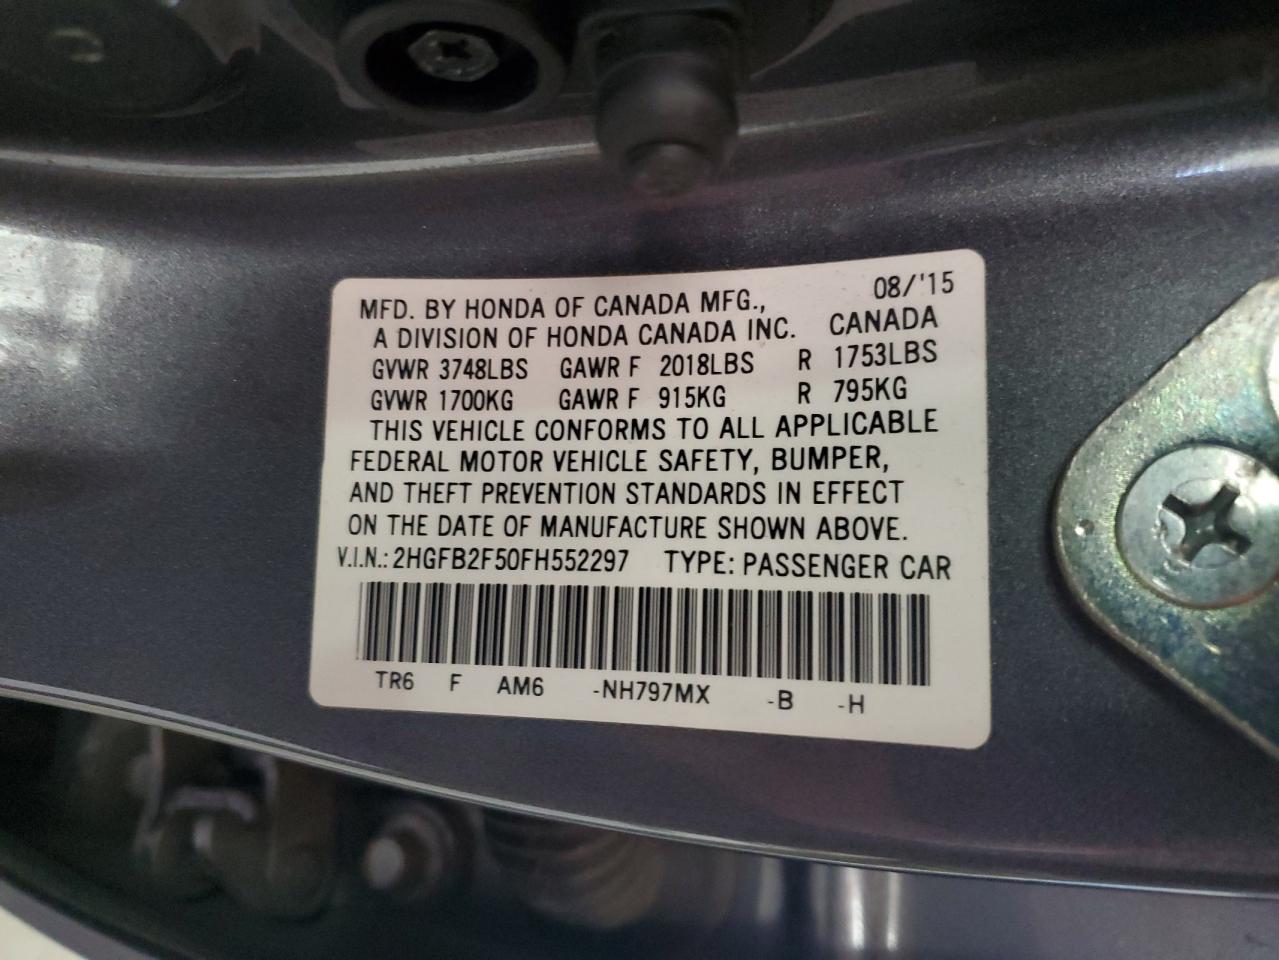 08/'15
MFD. BY HONDA OF CANADA MFG.,
A DIVISION OF HONDA CANADA INC. CANADA
GVWR 3748LBS GAWR F 2018LBS R 1753LBS
GVWR 1700KG GAWR F 915KG R 795KG
THIS VEHICLE CONFORMS TO ALL APPLICABLE
FEDERAL MOTOR VEHICLE SAFETY, BUMPER,
AND THEFT PREVENTION STANDARDS IN EFFECT
ON THE DATE OF MANUFACTURE SHOWN ABOVE.
V.I.N.: 2HGFB2F50FH552297 TYPE: PASSENGER CAR
TR6 F AM6 -NH797MX -B -H